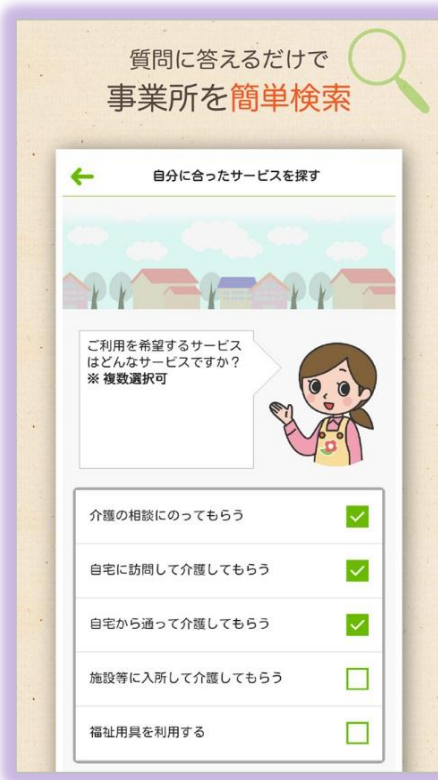 質問に答えるだけで
事業所を簡単検索
自分に合ったサービスを探す
ご利用を希望するサービス
はどんなサービスですか？
※ 複数選択可
介護の相談にのってもらう
自宅に訪問して介護してもらう
自宅から通って介護してもらう
施設等に入所して介護してもらう
福祉用具を利用する